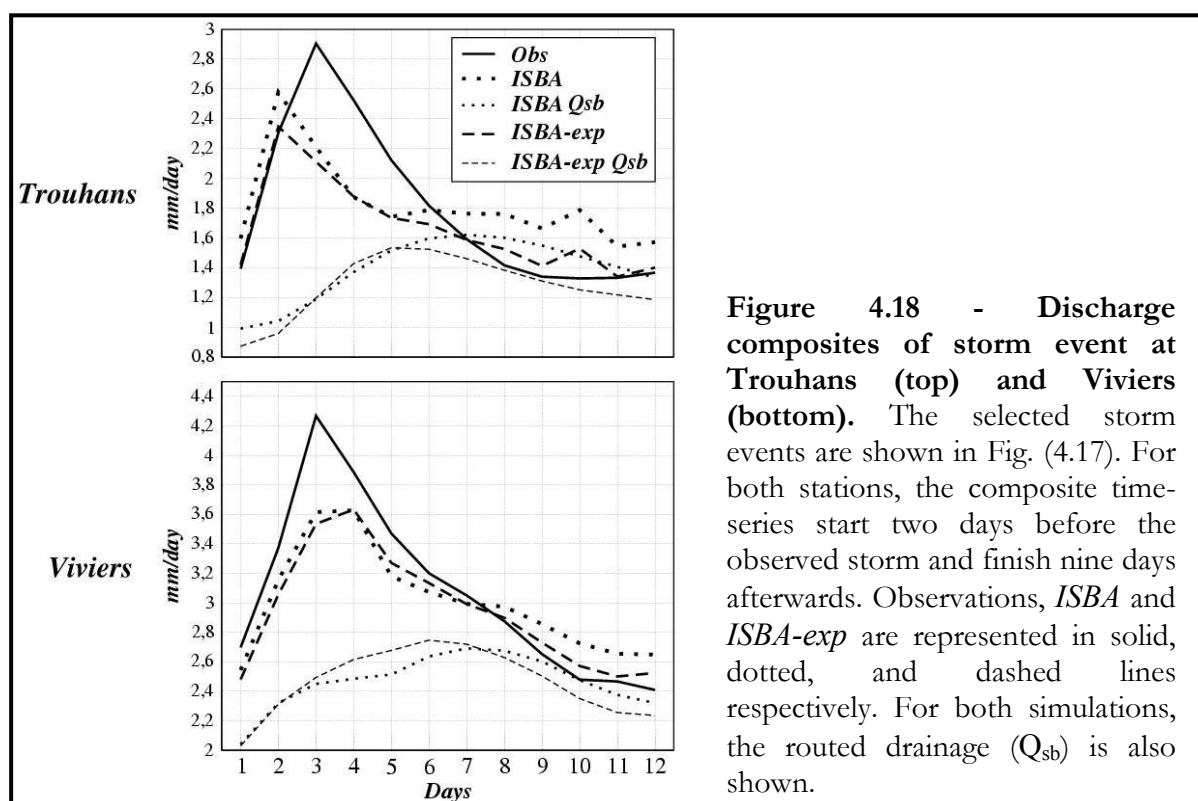 3
2,8
2,6
2,4
2,2
2
1,8
1,6
1,4
1,2
1
0,8
mm/day
Trouhans
Obs
ISBA
ISBA Qsb
ISBA-exp
ISBA-exp Qsb
4,4
4,2
4
3,8
3,6
3,4
3,2
3
2,8
2,6
2,4
2,2
2
mm/day
Viviers
1 2 3 4 5 6 7 8 9 10 11 12
Days
Figure 4.18 - Discharge
composites of storm event at
Trouhans (top) and Viviers
(bottom). The selected storm
events are shown in Fig. (4.17). For
both stations, the composite time-
series start two days before the
observed storm and finish nine days
afterwards. Observations, ISBA and
ISBA-exp are represented in solid,
dotted, and dashed lines
respectively. For both simulations,
the routed drainage (Qsb) is also
shown.